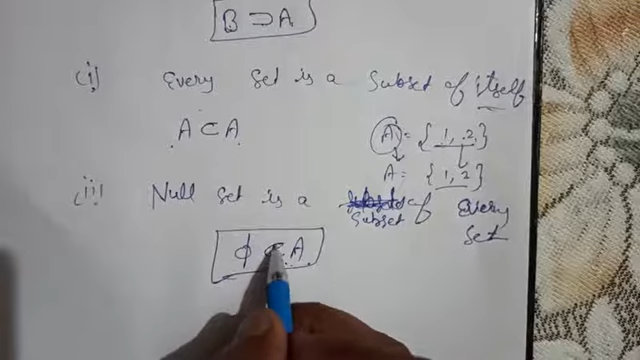 B ⊃ A
(i) Every set is a subset of itself
A ⊂ A
A = { 1, 2 }
A = { 1, 2 }
(ii) Null set is a subset of Every set
ϕ ⊂ A